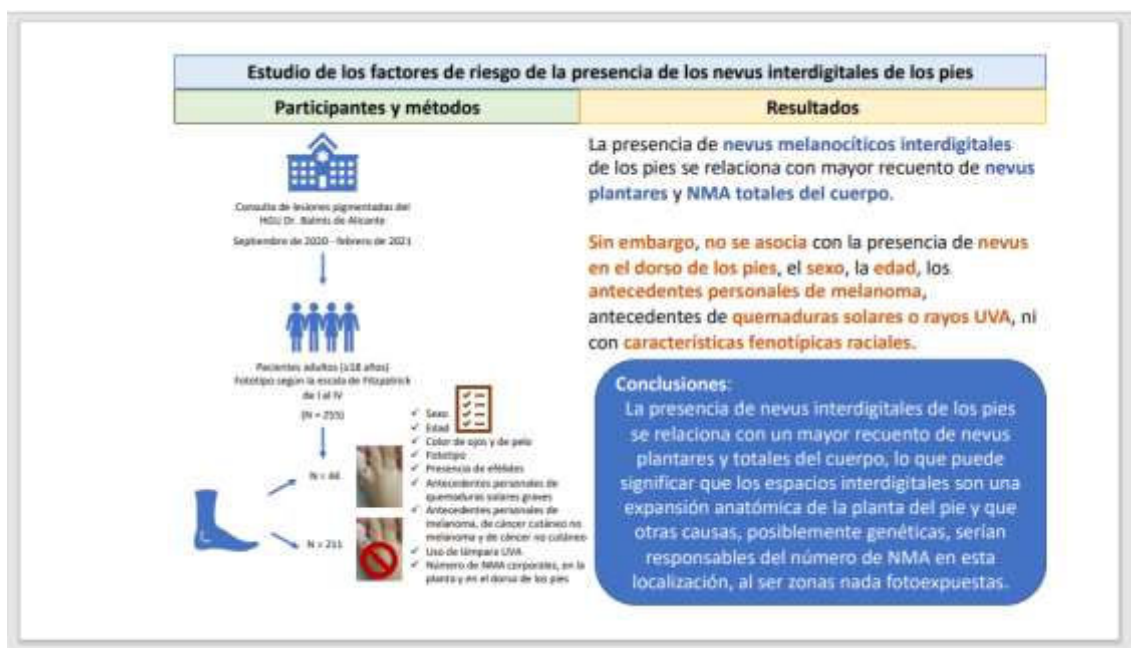 Estudio de los factores de riesgo de la presencia de los nevus interdigitales de los pies
Participantes y métodos
Resultados
Consulta de lesiones pigmentadas del
HGU Dr. Balmis de Alicante
Septiembre de 2020 - febrero de 2021
Pacientes adultos (≥18 años)
Fototipo según la escala de Fitzpatrick
de I al IV
(N = 255)
N = 44
N = 211
✓ Sexo
✓ Edad
✓ Color de ojos y de pelo
✓ Fototipo
✓ Presencia de efélides
✓ Antecedentes personales de
quemaduras solares graves
✓ Antecedentes personales de
melanoma, de cáncer cutáneo no
melanoma y de cáncer no cutáneo
✓ Uso de lámpara UVA
✓ Número de NMA corporales, en la
planta y en el dorso de los pies
La presencia de nevus melanocíticos interdigitales
de los pies se relaciona con mayor recuento de nevus
plantares y NMA totales del cuerpo.
Sin embargo, no se asocia con la presencia de nevus
en el dorso de los pies, el sexo, la edad, los
antecedentes personales de melanoma,
antecedentes de quemaduras solares o rayos UVA, ni
con características fenotípicas raciales.
Conclusiones:
La presencia de nevus interdigitales de los pies
se relaciona con un mayor recuento de nevus
plantares y totales del cuerpo, lo que puede
significar que los espacios interdigitales son una
expansión anatómica de la planta del pie y que
otras causas, posiblemente genéticas, serían
responsables del número de NMA en esta
localización, al ser zonas nada fotoexpuestas.